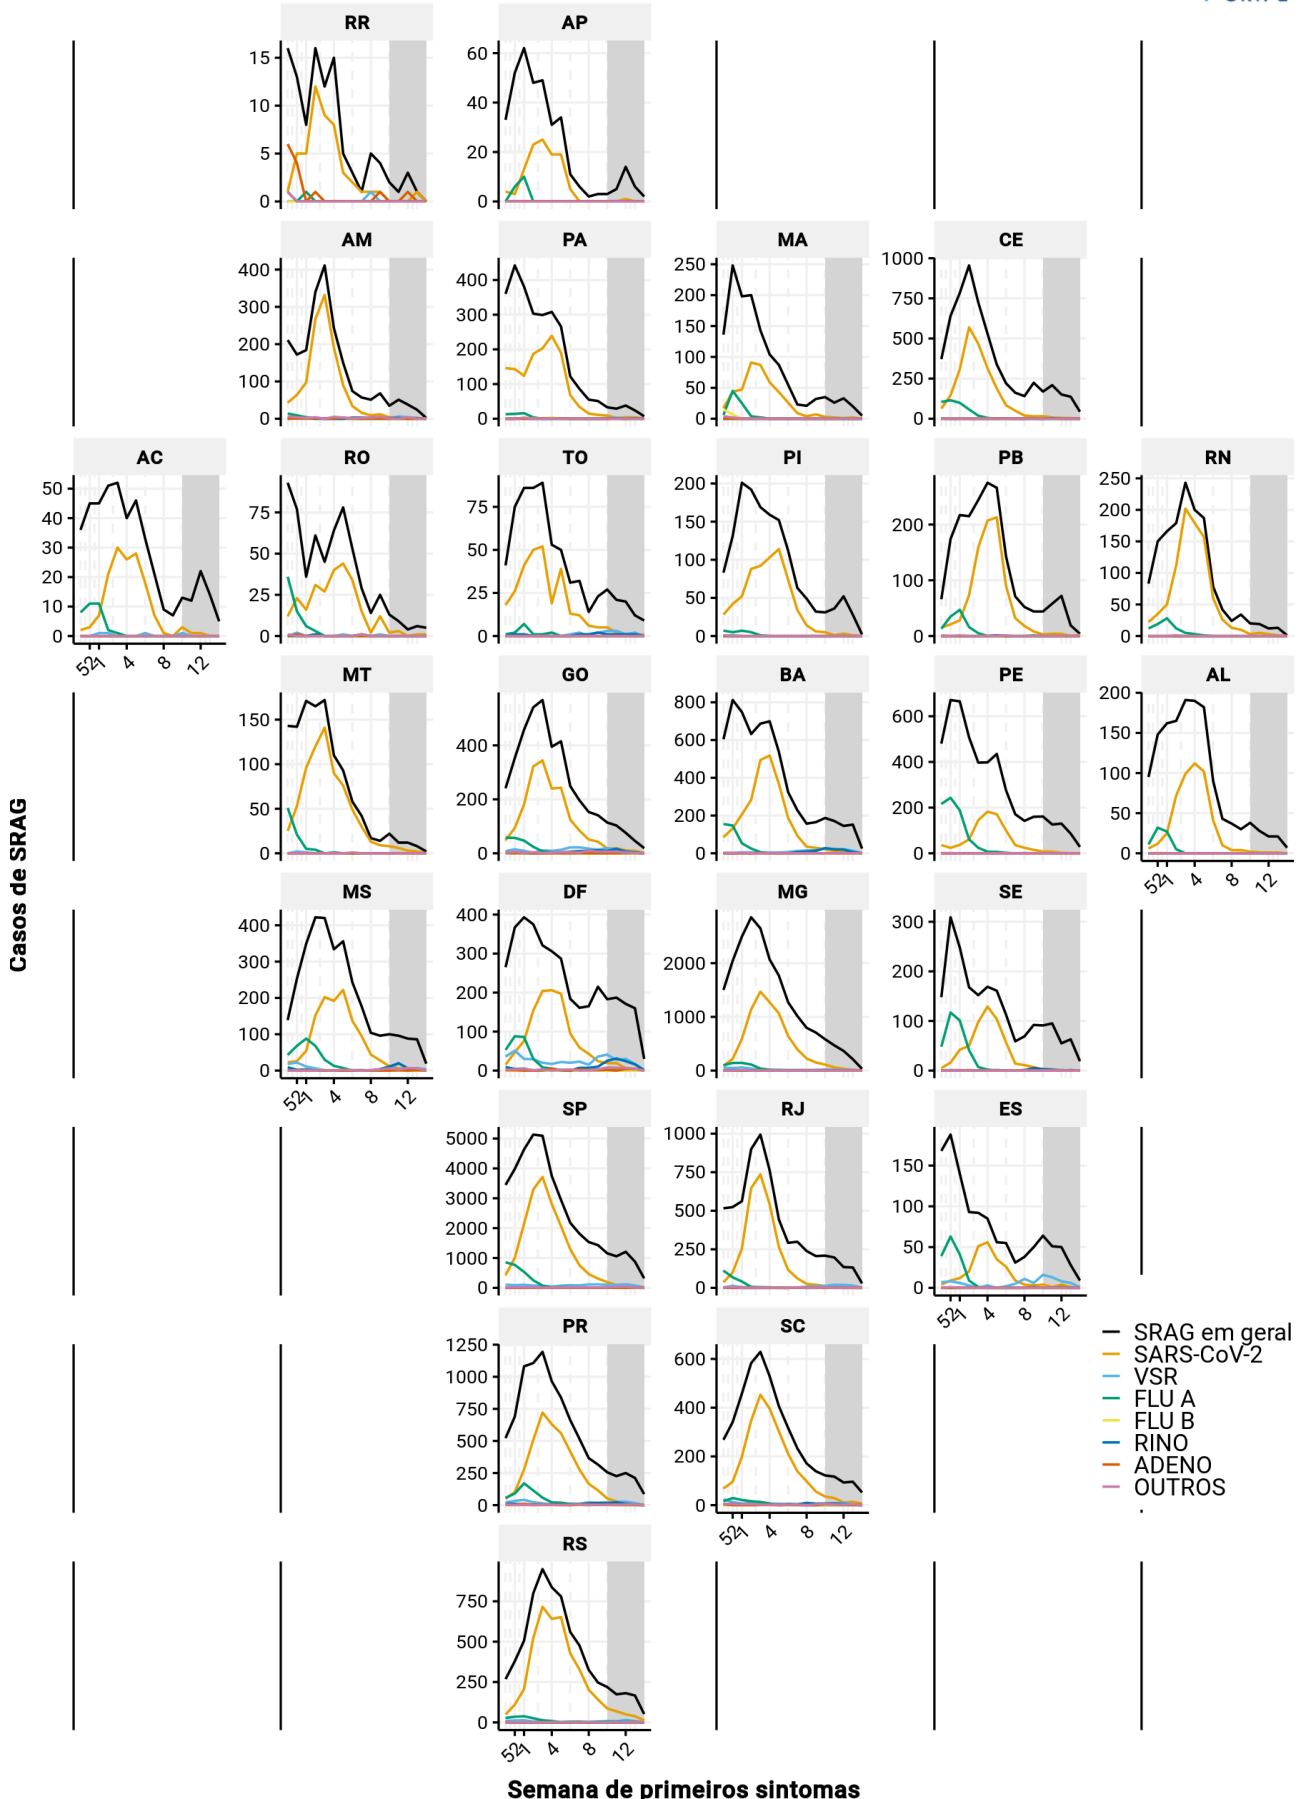 RR AP
15 10 5 0
60 40 20 0
AM PA MA CE
400 300 200 100 0
400 300 200 100 0
250 200 150 100 50 0
1000 750 500 250 0
AC RO TO PI PB RN
50 40 30 20 10 0
75 50 25 0
75 50 25 0
200 150 100 50 0
200 100 0
250 200 150 100 50 0
52 1 4 8 12
MT GO BA PE AL
150 100 50 0
400 200 0
800 600 400 200 0
600 400 200 0
200 150 100 50 0
52 1 4 8 12
Casos de SRAG
MS DF MG SE
400 300 200 100 0
400 300 200 100 0
2000 1000 0
300 200 100 0
52 1 4 8 12
SP RJ ES
5000 4000 3000 2000 1000 0
1000 750 500 250 0
150 100 50 0
52 1 4 8 12
PR SC
1250 1000 750 500 250 0
600 400 200 0
52 1 4 8 12
SRAG em geral
SARS-CoV-2
VSR
FLU A
FLU B
RINO
ADENO
OUTROS
RS
750 500 250 0
52 1 4 8 12
Semana de primeiros sintomas